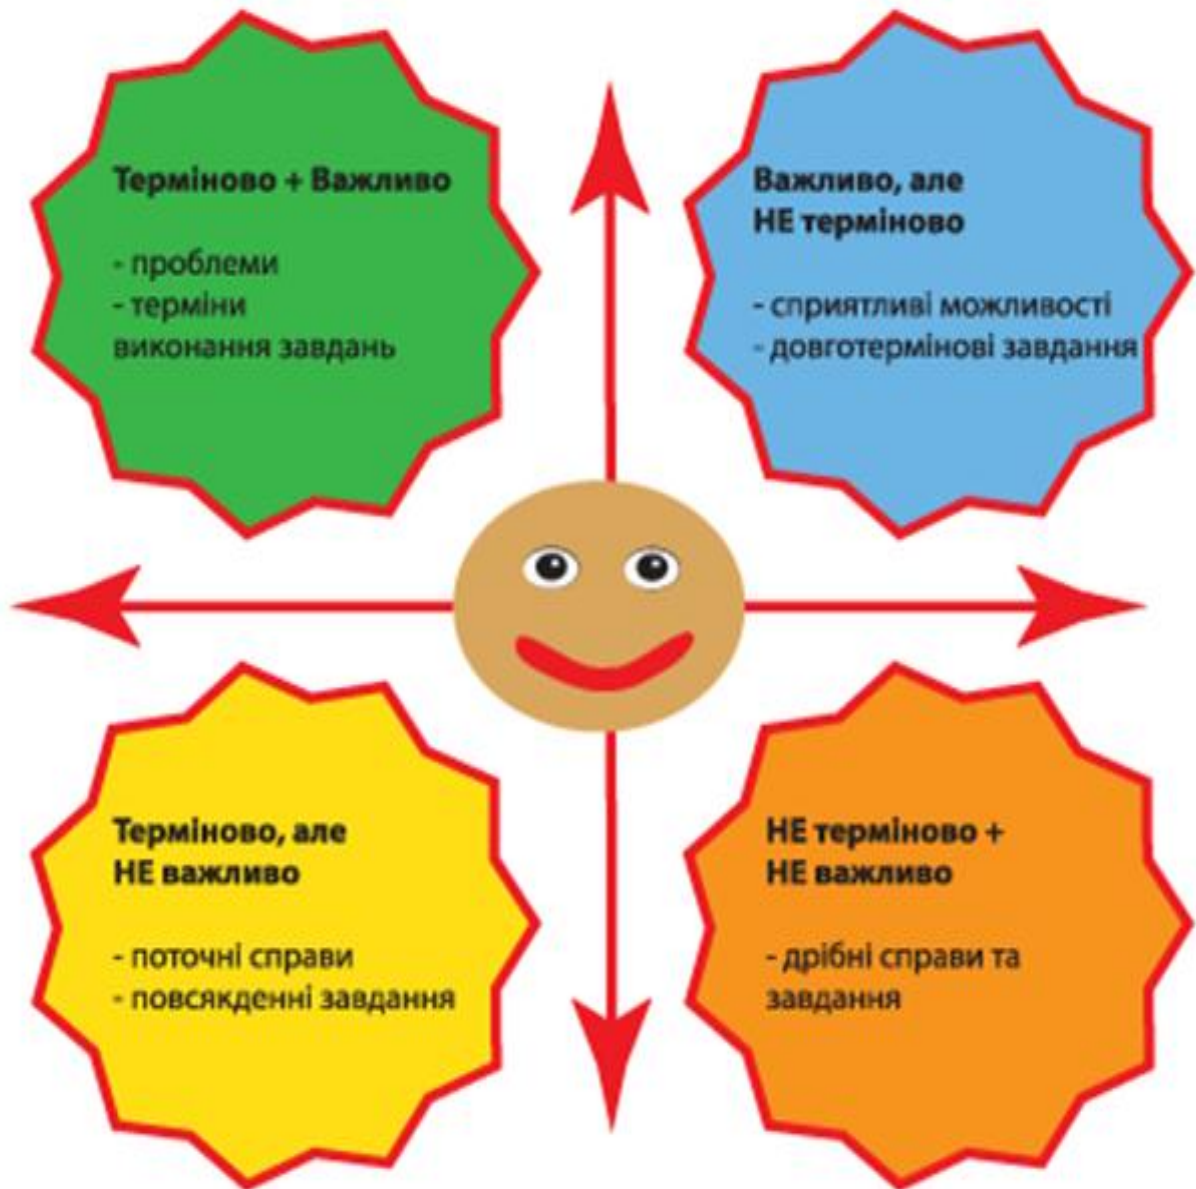 Терміново + Важливо
- проблеми
- терміни
виконання завдань
Важливо, але
НЕ терміново
- сприятливі можливості
- довготермінові завдання
Терміново, але
НЕ важливо
- поточні справи
- повсякденні завдання
НЕ терміново +
НЕ важливо
- дрібні справи та
завдання